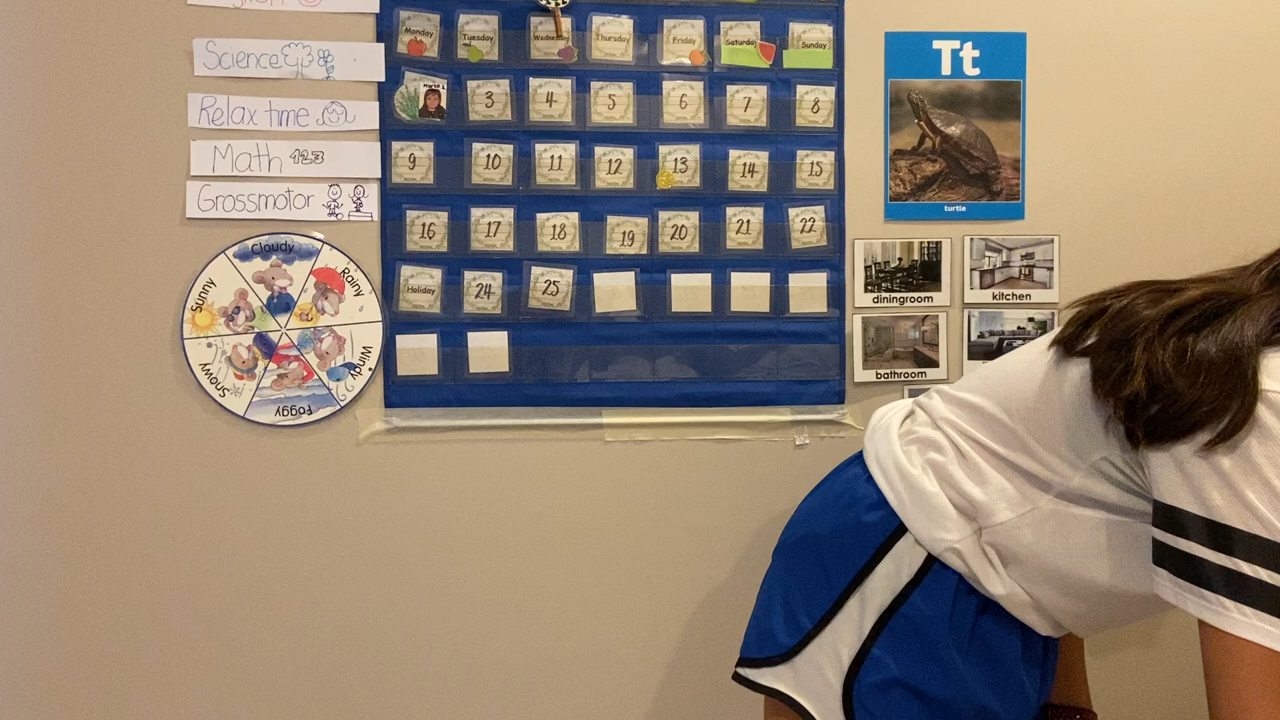 Science
Relax time
Math 123
Grossmotor
Cloudy
Rainy
Windy
Foggy
Snowy
Sunny
Monday Tuesday Wednesday Thursday Friday Saturday Sunday
3 4 5 6 7 8
9 10 11 12 13 14 15
16 17 18 19 20 21 22
Holiday 24 25
Tt
turtle
diningroom kitchen
bathroom